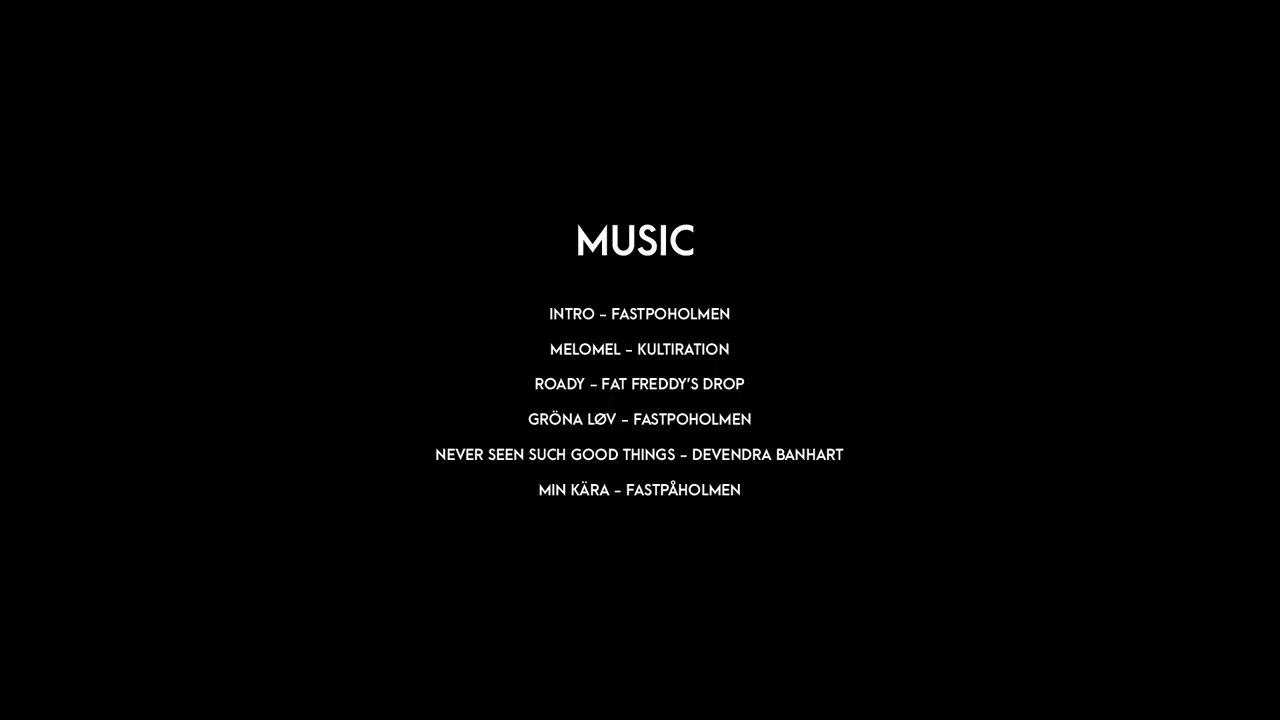 MUSIC
INTRO – FASTPOHOLMEN
MELOMEL – KULTIRATION
ROADY – FAT FREDDY'S DROP
GRÖNA LØV – FASTPOHOLMEN
NEVER SEEN SUCH GOOD THINGS – DEVENDRA BANHART
MIN KÄRA – FASTPÅHOLMEN